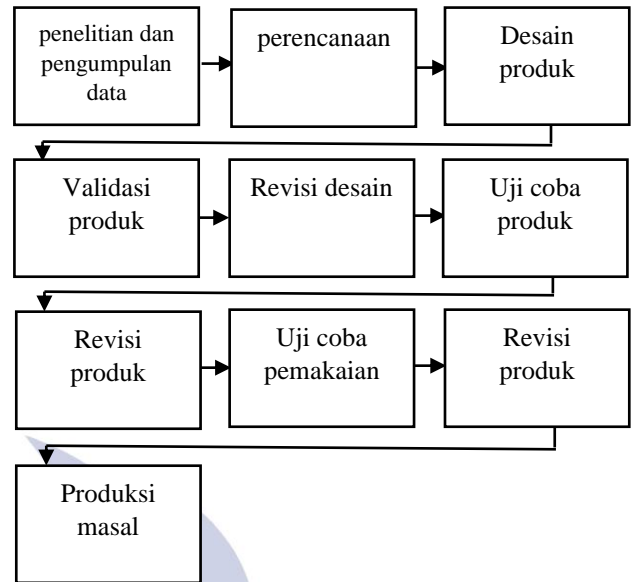 penelitian dan
pengumpulan
data
perencanaan
Desain
produk
Validasi
produk
Revisi desain
Uji coba
produk
Revisi
produk
Uji coba
pemakaian
Revisi
produk
Produksi
masal